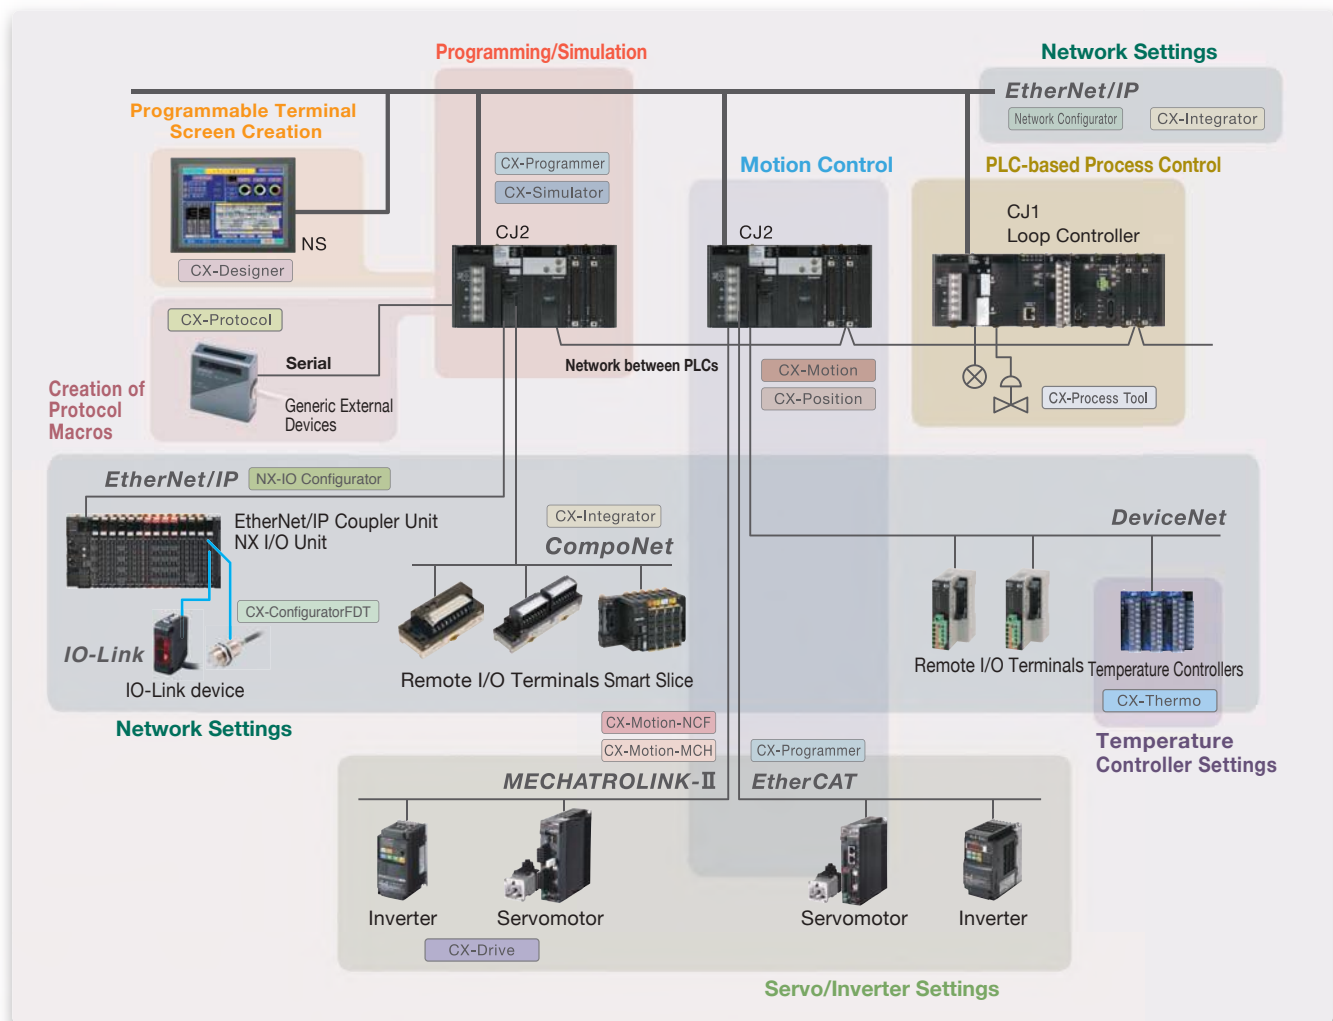 Programming/Simulation
Network Settings
EtherNet/IP
Network Configurator
CX-Integrator
Programmable Terminal
Screen Creation
CX-Programmer
CX-Simulator
Motion Control
PLC-based Process Control
CJ1
Loop Controller
CJ2
CJ2
NS
CX-Designer
CX-Protocol
Serial
Network between PLCs
CX-Motion
CX-Position
CX-Process Tool
Creation of
Protocol
Macros
Generic External
Devices
EtherNet/IP
NX-IO Configurator
EtherNet/IP Coupler Unit
NX I/O Unit
CX-Integrator
CompoNet
DeviceNet
CX-ConfiguratorFDT
IO-Link
IO-Link device
Remote I/O Terminals
Smart Slice
Remote I/O Terminals
Temperature Controllers
CX-Thermo
Network Settings
CX-Motion-NCF
CX-Motion-MCH
CX-Programmer
Temperature
Controller Settings
MECHATROLINK-II
EtherCAT
Inverter
Servomotor
Servomotor
Inverter
CX-Drive
Servo/Inverter Settings